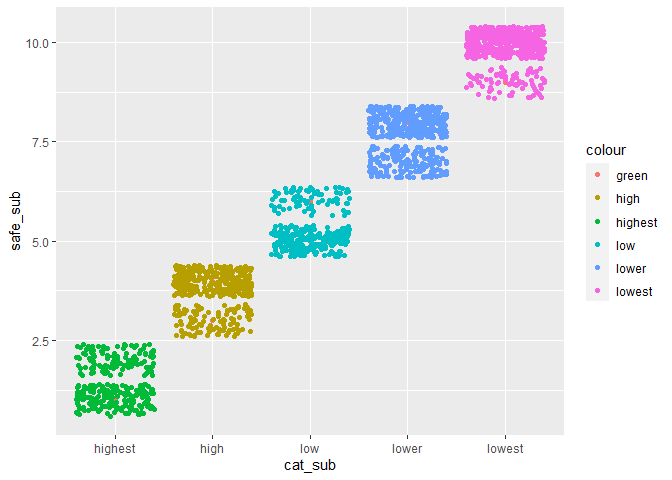 10.0
7.5
5.0
2.5
safe_sub
highest high low lower lowest
cat_sub
colour
green
high
highest
low
lower
lowest